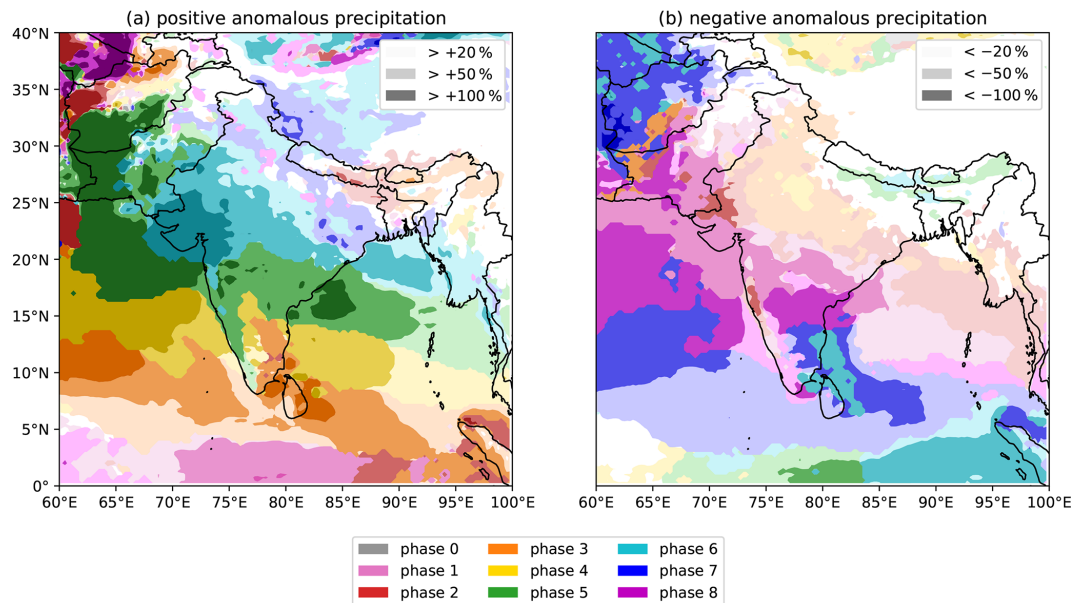 (a) positive anomalous precipitation
40°N
35°N
30°N
25°N
20°N
15°N
10°N
5°N
0°
60°E 65°E 70°E 75°E 80°E 85°E 90°E 95°E 100°E
> +20 %
> +50 %
> +100 %
(b) negative anomalous precipitation
< −20 %
< −50 %
< −100 %
60°E 65°E 70°E 75°E 80°E 85°E 90°E 95°E 100°E
phase 0 phase 3 phase 6
phase 1 phase 4 phase 7
phase 2 phase 5 phase 8